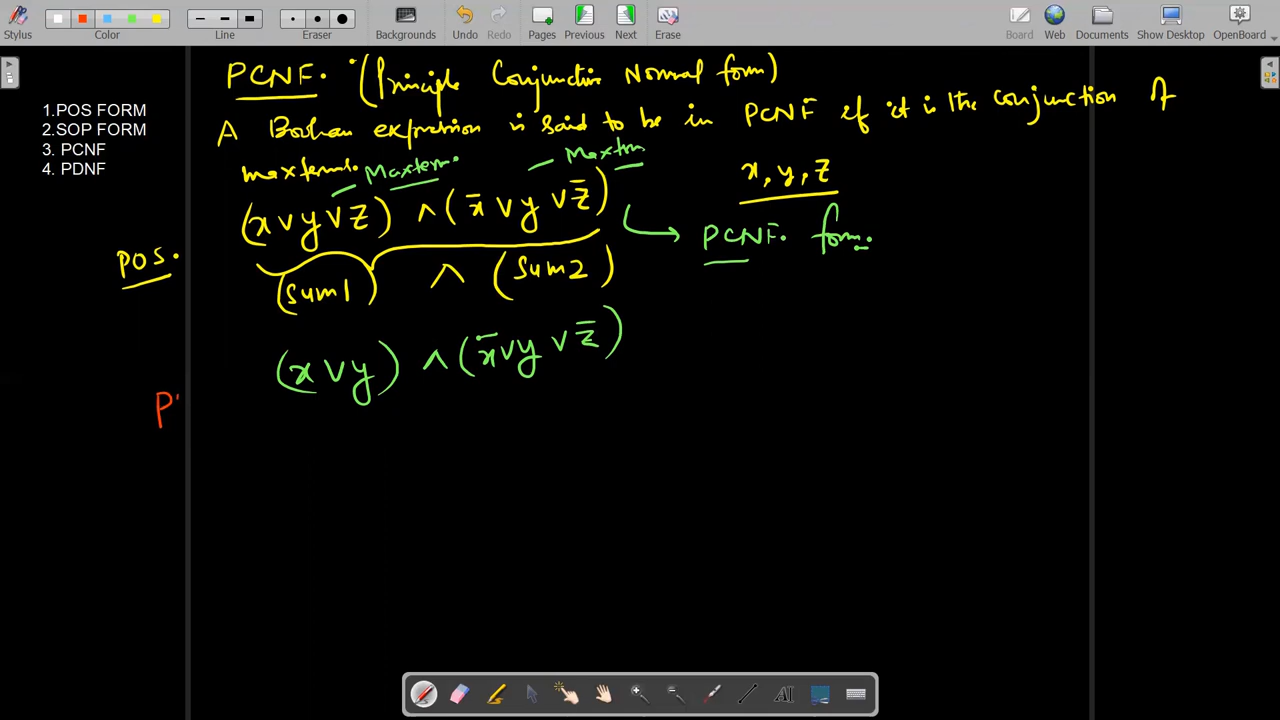 Stylus Color Line Eraser Backgrounds Undo Redo Pages Previous Next Erase Board Web Documents Show Desktop OpenBoard
1.POS FORM
2.SOP FORM
3. PCNF
4. PDNF
PCNF. (Principle Conjunctive Normal form)
A Boolean expression is said to be in PCNF if it is the conjunction of
maxterms. Maxterm. Maxtrm
x, y, z
(x ∨ y ∨ z) ∧ (x̄ ∨ y ∨ z̄)
PCNF. form.
POS.
(sum1) ∧ (sum2)
(x ∨ y) ∧ (x̄ ∨ y ∨ z̄)
P
AI